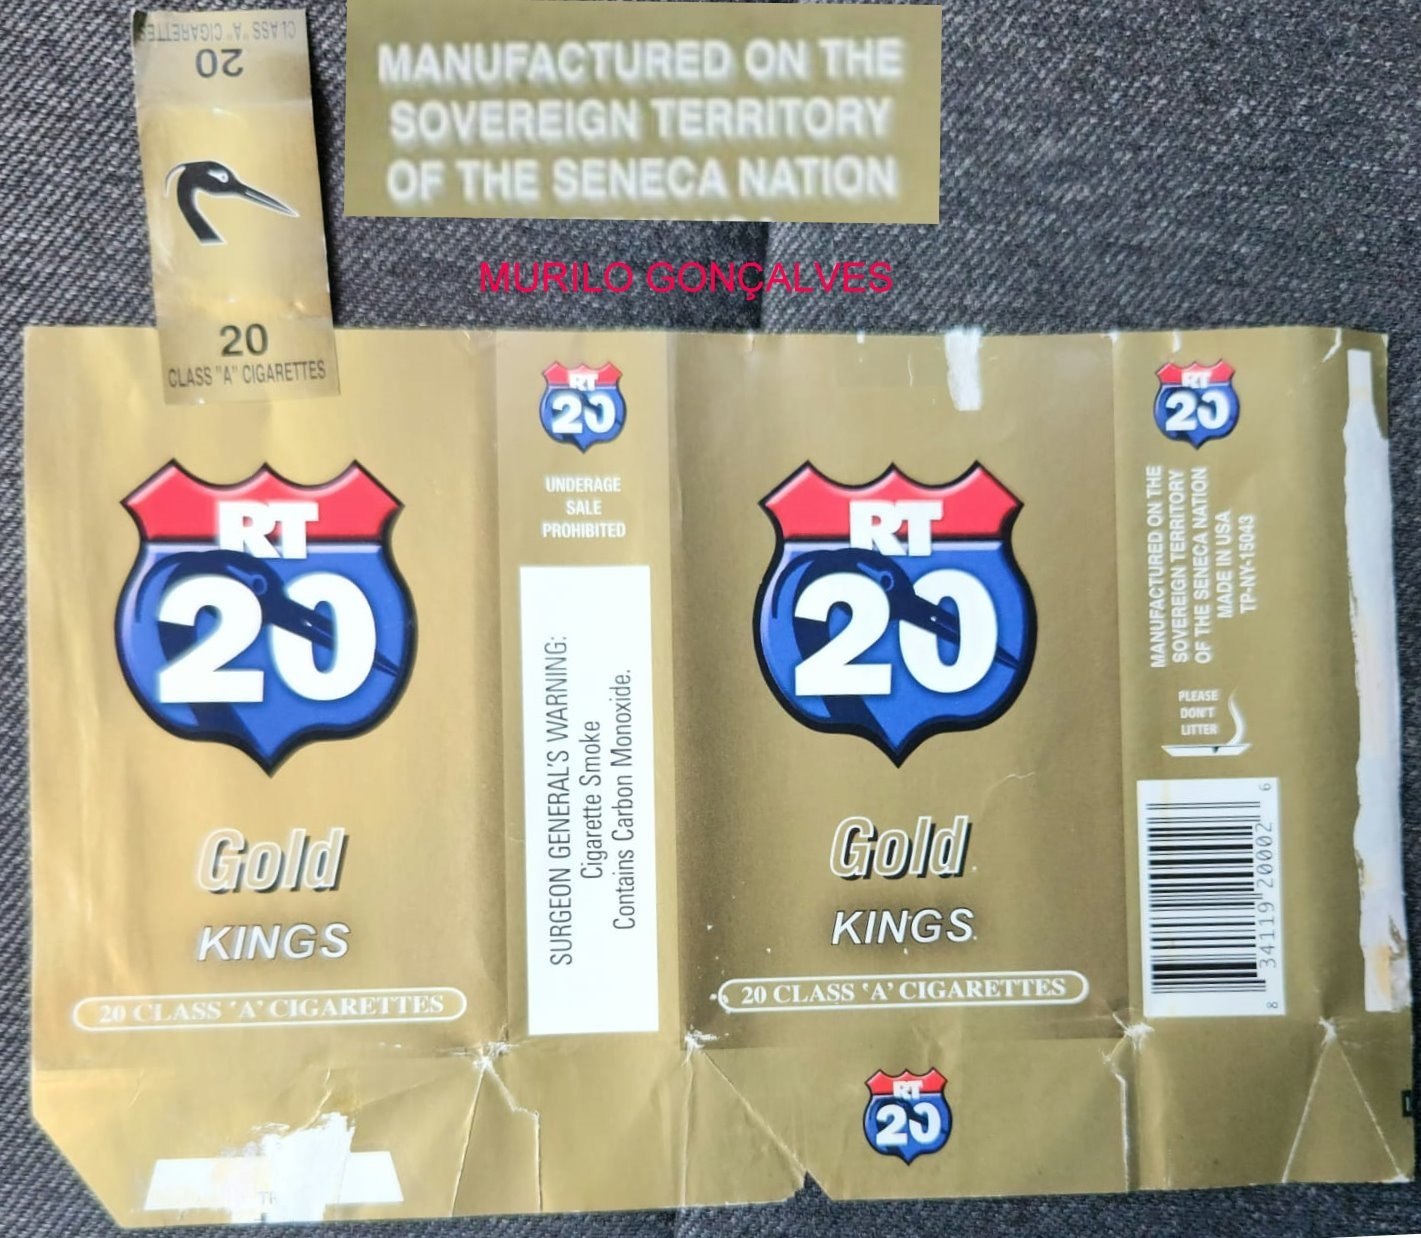 CLASS "A" CIGARETTES
20
20
CLASS "A" CIGARETTES
MANUFACTURED ON THE
SOVEREIGN TERRITORY
OF THE SENECA NATION
MURILO GONÇALVES
RT
20
Gold
KINGS
20 CLASS 'A' CIGARETTES
RT
20
UNDERAGE
SALE
PROHIBITED
SURGEON GENERAL'S WARNING:
Cigarette Smoke
Contains Carbon Monoxide.
RT
20
Gold
KINGS
20 CLASS 'A' CIGARETTES
RT
20
RT
20
MANUFACTURED ON THE
SOVEREIGN TERRITORY
OF THE SENECA NATION
MADE IN USA
TP-NY-15043
PLEASE
DON'T
LITTER
8 34119 20002 6